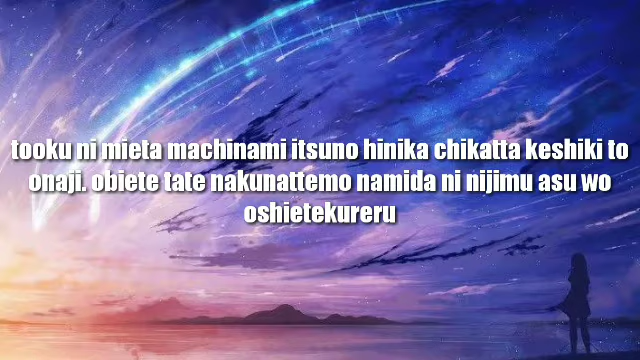 tooku ni mieta machinami itsuno hinika chikatta keshiki to
onaji. obiete tate nakunattemo namida ni nijimu asu wo
oshietekureru